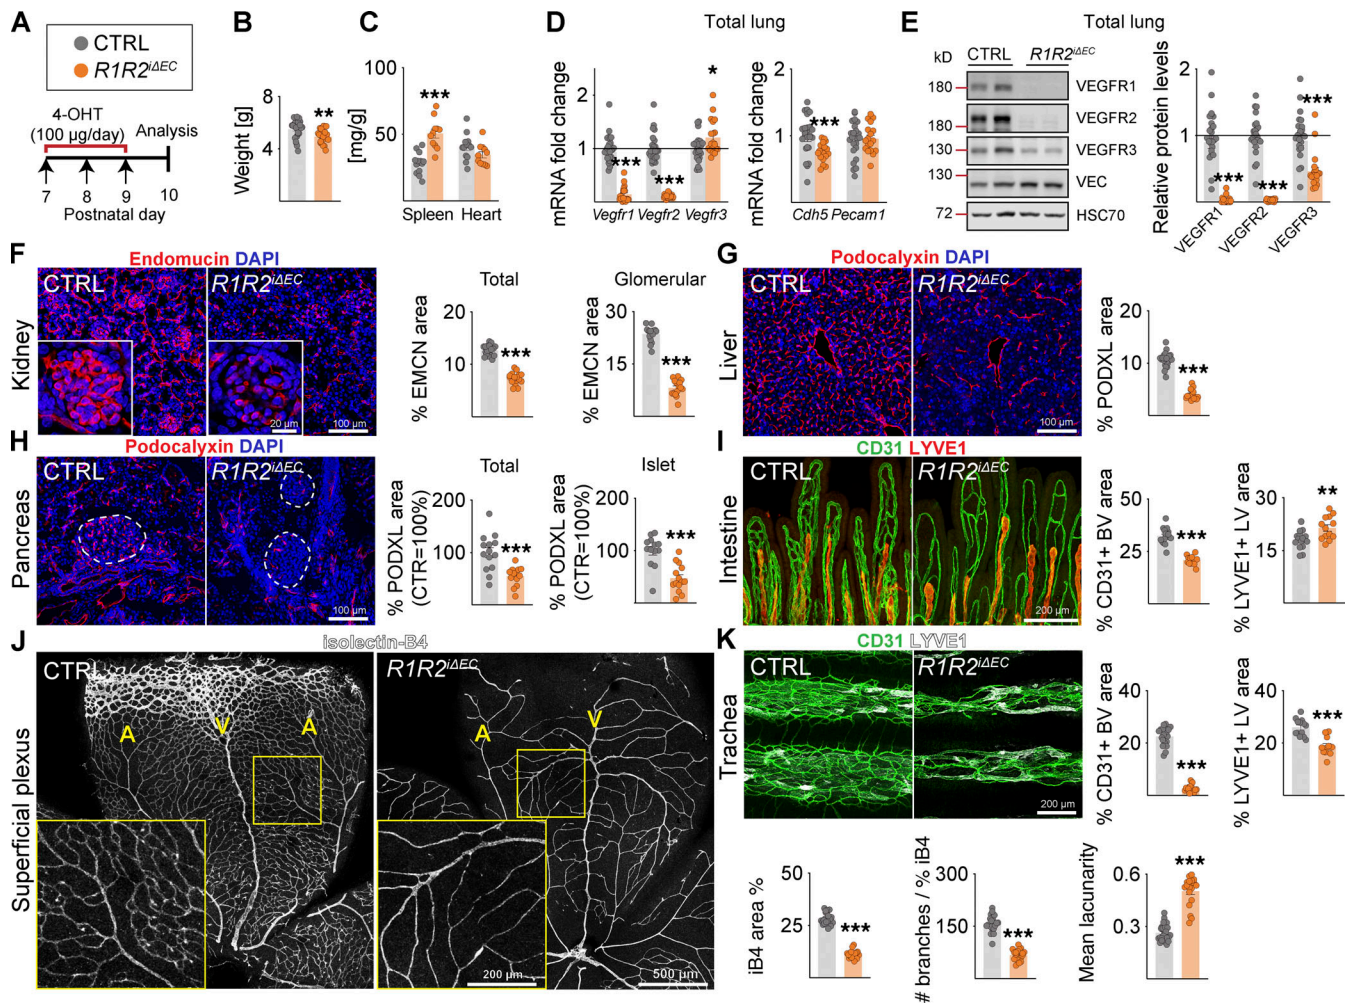 A
CTRL
R1R2iΔEC
4-OHT
(100 µg/day)
Analysis
7 8 9 10
Postnatal day
B
Weight [g]
8
4
**
C
[mg/g]
100
50
***
Spleen Heart
D
Total lung
mRNA fold change
2
1
***
***
*
Vegfr1 Vegfr2 Vegfr3
mRNA fold change
2
1
***
Cdh5 Pecam1
E
Total lung
kD
CTRL R1R2iΔEC
180 VEGFR1
180 VEGFR2
130 VEGFR3
130 VEC
72 HSC70
Relative protein levels
2
1
***
***
***
VEGFR1
VEGFR2
VEGFR3
F
Endomucin DAPI
Kidney
CTRL
R1R2iΔEC
20 µm
100 µm
Total
% EMCN area
20
10
***
Glomerular
% EMCN area
30
15
***
G
Podocalyxin DAPI
Liver
CTRL
R1R2iΔEC
100 µm
% PODXL area
20
10
***
H
Podocalyxin DAPI
Pancreas
CTRL
R1R2iΔEC
100 µm
Total
% PODXL area
(CTR=100%)
200
100
***
Islet
% PODXL area
(CTR=100%)
200
100
***
I
CD31 LYVE1
Intestine
CTRL
R1R2iΔEC
200 µm
% CD31+ BV area
50
25
***
% LYVE1+ LV area
30
15
**
J
isolectin-B4
Superficial plexus
CTRL
R1R2iΔEC
A
V
A
A
V
200 µm
500 µm
K
CD31 LYVE1
Trachea
CTRL
R1R2iΔEC
200 µm
% CD31+ BV area
40
20
***
% LYVE1+ LV area
40
20
***
iB4 area %
50
25
***
# branches / % iB4
300
150
***
Mean lacunarity
0.6
0.3
***